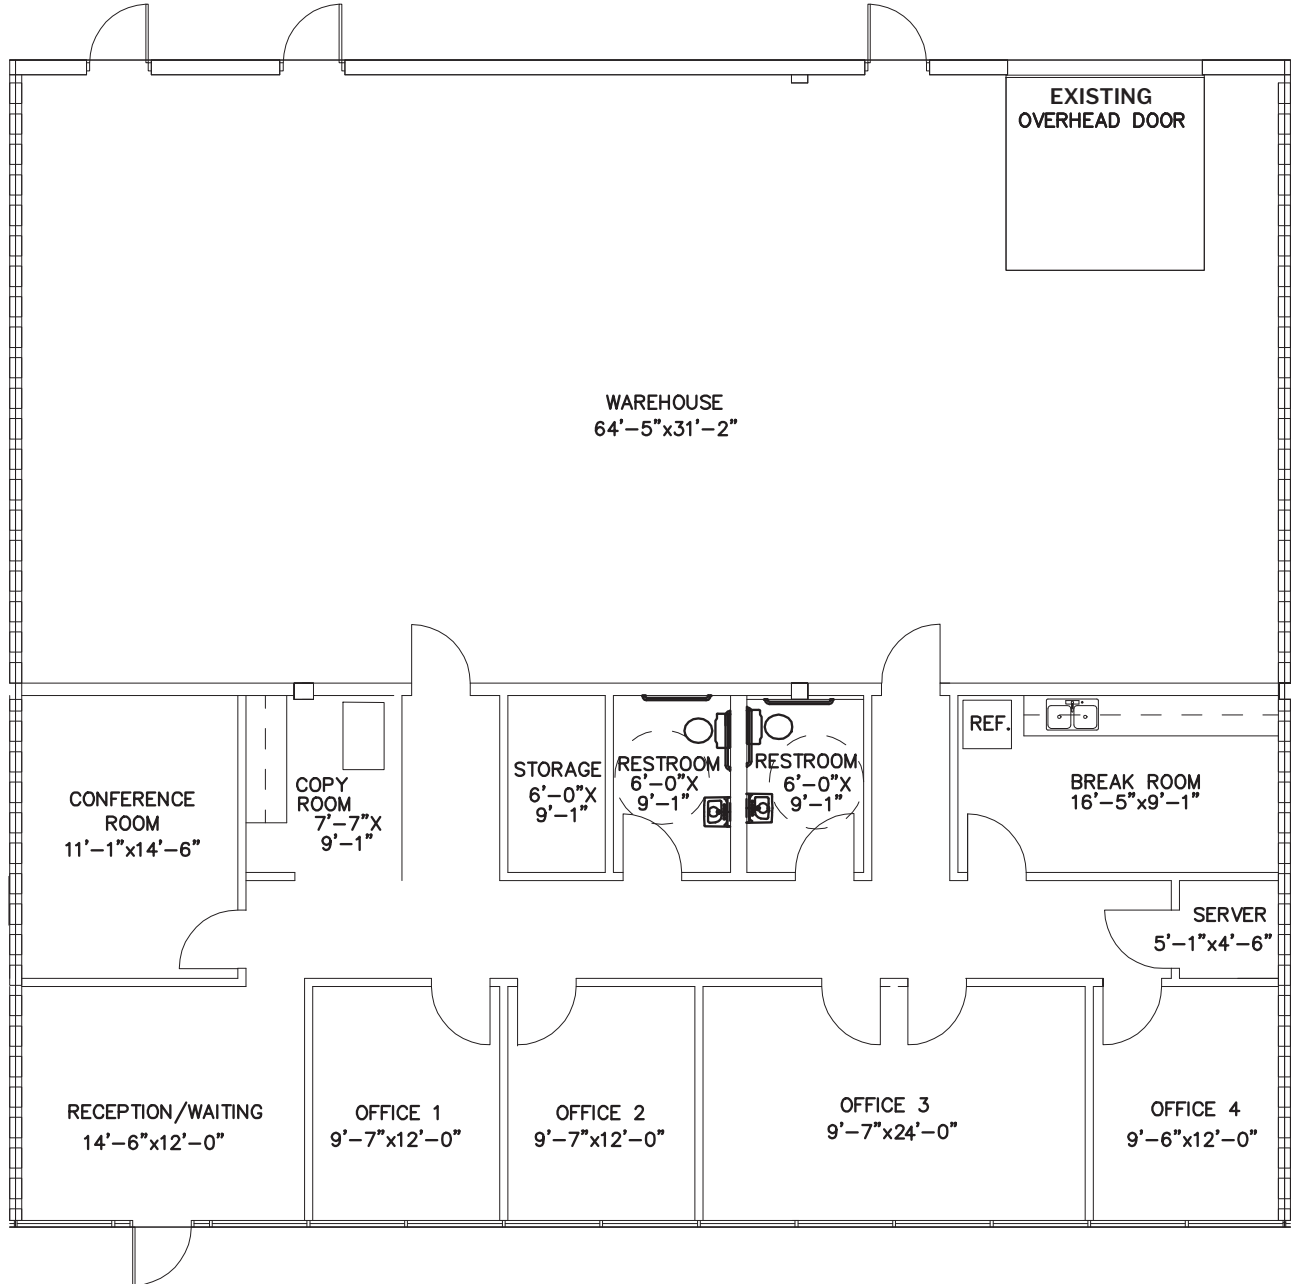 EXISTING
OVERHEAD DOOR
WAREHOUSE
64'-5"x31'-2"
CONFERENCE
ROOM
11'-1"x14'-6"
COPY
ROOM
7'-7"X
9'-1"
STORAGE
6'-0"X
9'-1"
RESTROOM
6'-0"X
9'-1"
RESTROOM
6'-0"X
9'-1"
REF.
BREAK ROOM
16'-5"x9'-1"
SERVER
5'-1"x4'-6"
RECEPTION/WAITING
14'-6"x12'-0"
OFFICE 1
9'-7"x12'-0"
OFFICE 2
9'-7"x12'-0"
OFFICE 3
9'-7"x24'-0"
OFFICE 4
9'-6"x12'-0"